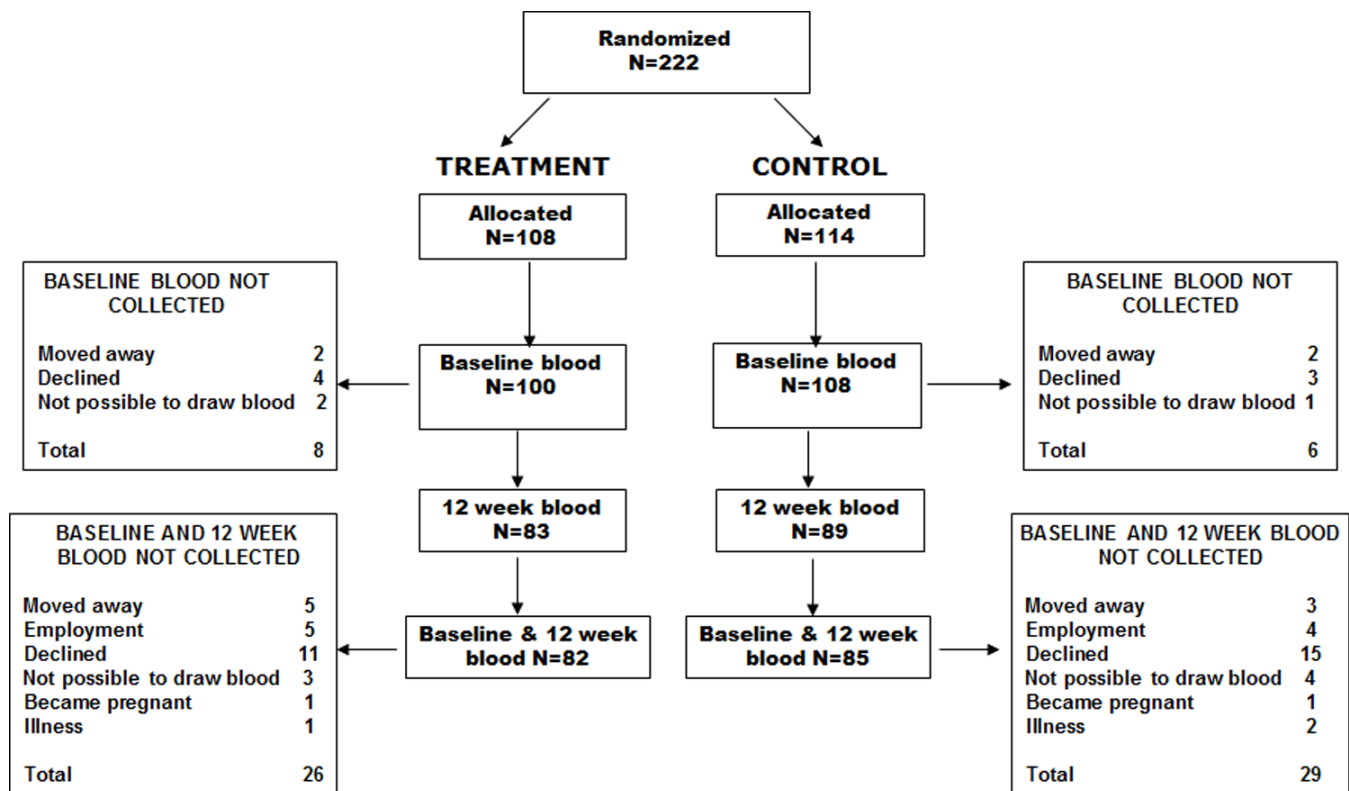 Randomized
N=222
TREATMENT
CONTROL
Allocated
N=108
Allocated
N=114
BASELINE BLOOD NOT
COLLECTED
Moved away 2
Declined 4
Not possible to draw blood 2
Total 8
Baseline blood
N=100
Baseline blood
N=108
BASELINE BLOOD NOT
COLLECTED
Moved away 2
Declined 3
Not possible to draw blood 1
Total 6
12 week blood
N=83
12 week blood
N=89
BASELINE AND 12 WEEK
BLOOD NOT COLLECTED
Moved away 5
Employment 5
Declined 11
Not possible to draw blood 3
Became pregnant 1
Illness 1
Total 26
Baseline & 12 week
blood N=82
Baseline & 12 week
blood N=85
BASELINE AND 12 WEEK BLOOD
NOT COLLECTED
Moved away 3
Employment 4
Declined 15
Not possible to draw blood 4
Became pregnant 1
Illness 2
Total 29